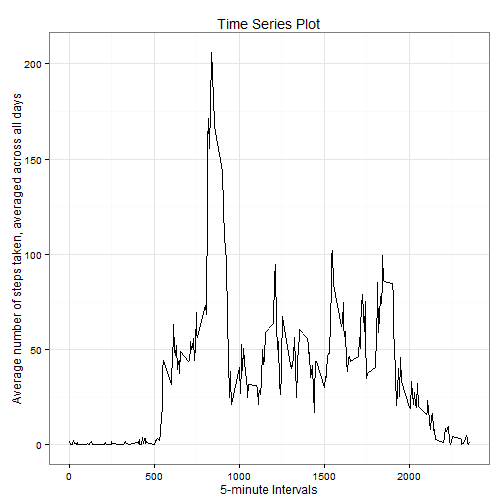 Time Series Plot
Average number of steps taken, averaged across all days
200
150
100
50
0
0 500 1000 1500 2000
5-minute Intervals